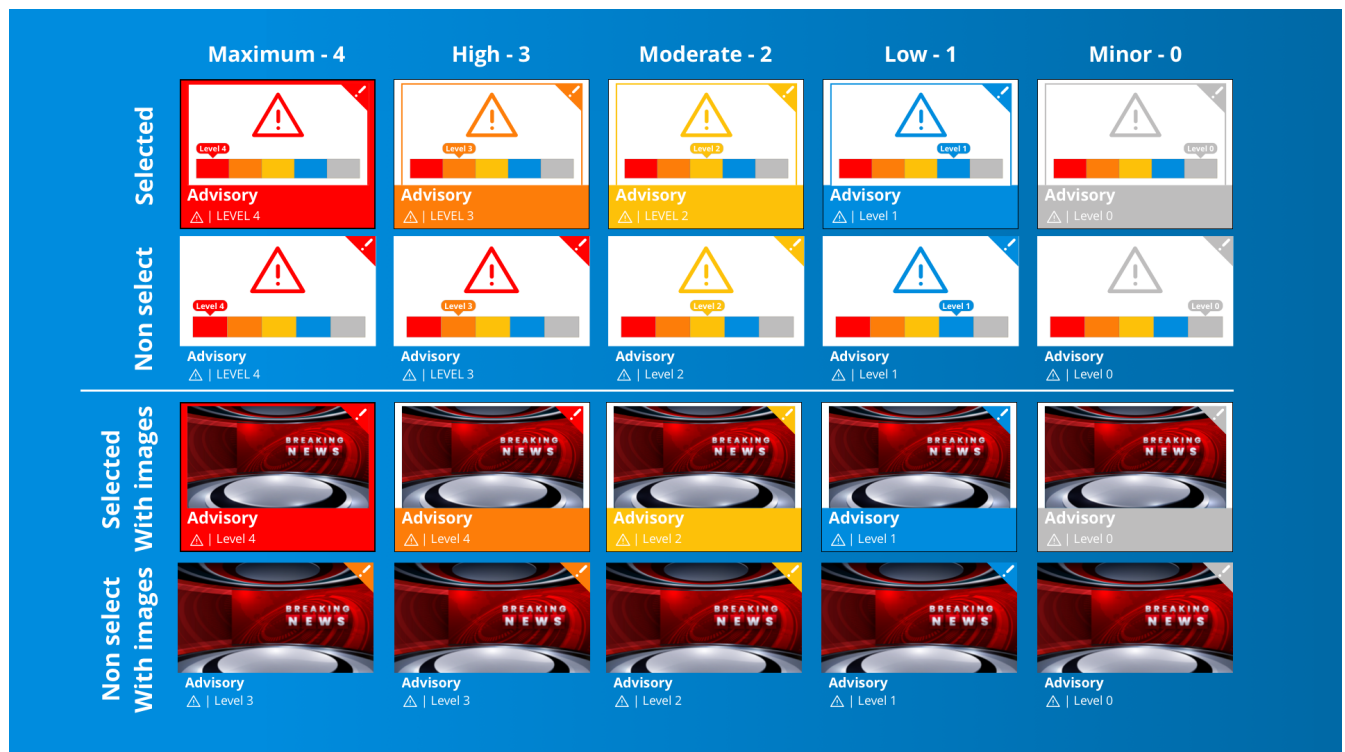 Maximum - 4
High - 3
Moderate - 2
Low - 1
Minor - 0
Selected
Level 4
Level 3
Level 2
Level 1
Level 0
Advisory
Advisory
Advisory
Advisory
Advisory
| LEVEL 4
| LEVEL 3
| LEVEL 2
| Level 1
| Level 0
Non select
Level 4
Level 3
Level 2
Level 1
Level 0
Advisory
Advisory
Advisory
Advisory
Advisory
| LEVEL 4
| LEVEL 3
| Level 2
| Level 1
| Level 0
Selected
With images
BREAKING
NEWS
BREAKING
NEWS
BREAKING
NEWS
BREAKING
NEWS
BREAKING
NEWS
Advisory
Advisory
Advisory
Advisory
Advisory
| Level 4
| Level 4
| Level 2
| Level 1
| Level 0
Non select
With images
BREAKING
NEWS
BREAKING
NEWS
BREAKING
NEWS
BREAKING
NEWS
BREAKING
NEWS
Advisory
Advisory
Advisory
Advisory
Advisory
| Level 3
| Level 3
| Level 2
| Level 1
| Level 0